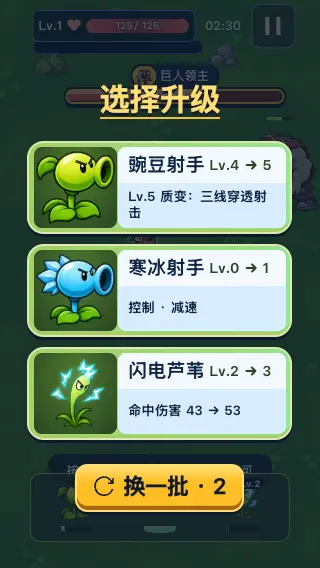 Lv.1 125/125 02:30
巨人领主
选择升级
豌豆射手 Lv.4 → 5
Lv.5 质变：三线穿透射
击
寒冰射手 Lv.0 → 1
控制 · 减速
闪电芦苇 Lv.2 → 3
命中伤害 43 → 53
换一批 · 2
Lv.2